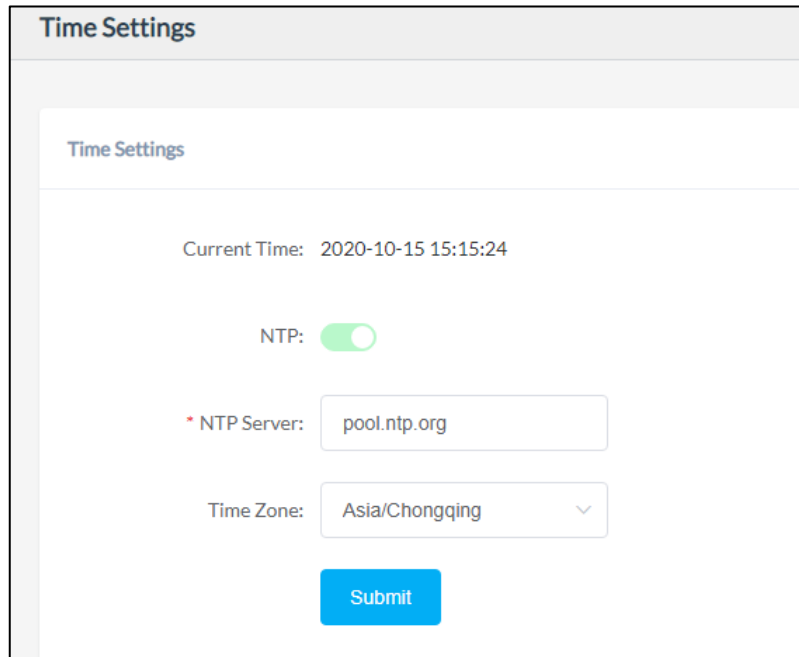 Time Settings
Time Settings
Current Time: 2020-10-15 15:15:24
NTP:
* NTP Server: pool.ntp.org
Time Zone: Asia/Chongqing
Submit